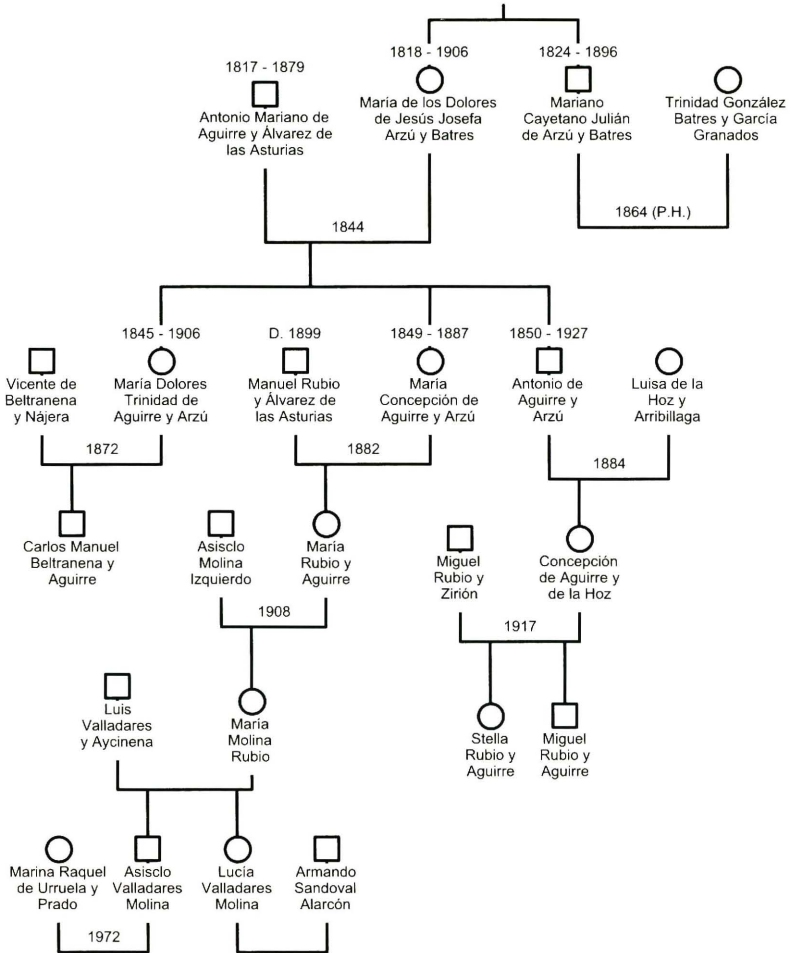 1818 - 1906
1824 - 1896
1817 - 1879
Antonio Mariano de
Aguirre y Álvarez de
las Asturias
María de los Dolores
de Jesús Josefa
Arzú y Batres
Mariano
Cayetano Julián
de Arzú y Batres
Trinidad González
Batres y García
Granados
1844
1864 (P.H.)
1845 - 1906
D. 1899
1849 - 1887
1850 - 1927
Vicente de
Beltranena
y Nájera
María Dolores
Trinidad de
Aguirre y Arzú
Manuel Rubio
y Álvarez de
las Asturias
María
Concepción de
Aguirre y Arzú
Antonio de
Aguirre y
Arzú
Luisa de la
Hoz y
Arribillaga
1872
1882
1884
Carlos Manuel
Beltranena y
Aguirre
Asisclo
Molina
Izquierdo
María
Rubio y
Aguirre
Miguel
Rubio y
Zirión
Concepción
de Aguirre y
de la Hoz
1908
1917
Luis
Valladares
y Aycinena
María
Molina
Rubio
Stella
Rubio y
Aguirre
Miguel
Rubio y
Aguirre
Marina Raquel
de Urruela y
Prado
Asisclo
Valladares
Molina
Lucía
Valladares
Molina
Armando
Sandoval
Alarcón
1972